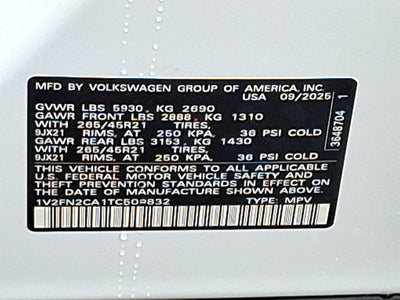 MFD. BY VOLKSWAGEN GROUP OF AMERICA, INC.
USA 09/2025
GVWR LBS 5930, KG 2690
GAWR FRONT LBS 2888, KG 1310
WITH 265/45R21 TIRES,
9JX21 RIMS, AT 250 KPA, 36 PSI COLD
GAWR REAR LBS 3153, KG 1430
WITH 265/45R21 TIRES,
9JX21 RIMS, AT 250 KPA, 36 PSI COLD
THIS VEHICLE CONFORMS TO ALL APPLICABLE
U.S. FEDERAL MOTOR VEHICLE SAFETY
STANDARDS IN EFFECT ON THE
DATE OF MANUFACTURE SHOWN ABOVE.
TYPE: MPV
3648704 1